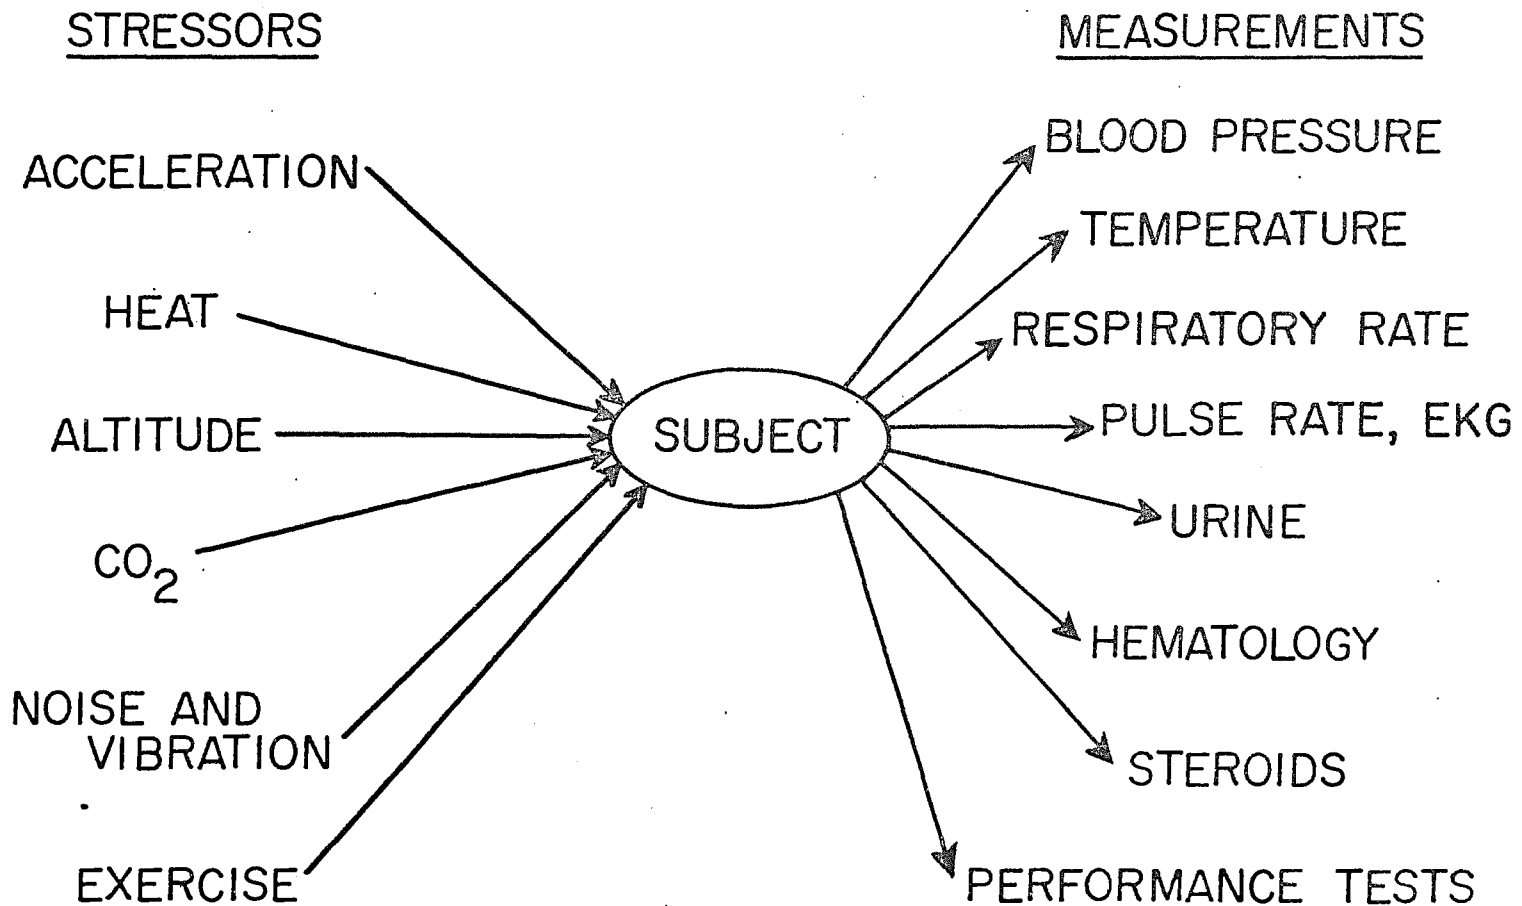 STRESSORS
ACCELERATION
HEAT
ALTITUDE
CO2
NOISE AND
VIBRATION
EXERCISE
SUBJECT
MEASUREMENTS
BLOOD PRESSURE
TEMPERATURE
RESPIRATORY RATE
PULSE RATE, EKG
URINE
HEMATOLOGY
STEROIDS
PERFORMANCE TESTS